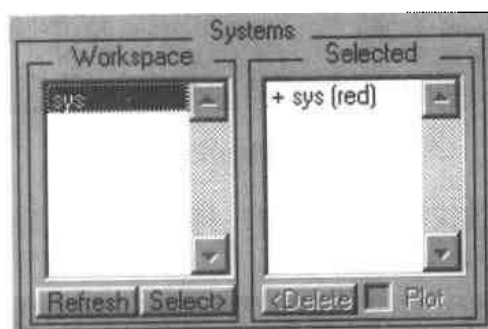 Systems
Workspace
Selected
sys
+ sys (red)
Refresh
Select>
<Delete
Plot